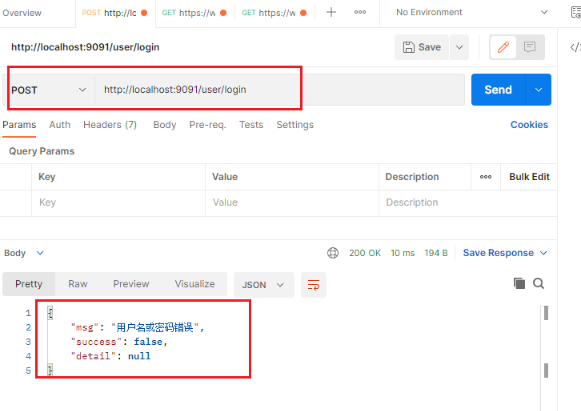 Overview
POST http://lo
GET https://w
GET https://w
No Environment
http://localhost:9091/user/login
Save
POST
http://localhost:9091/user/login
Send
Params Auth Headers (7) Body Pre-req. Tests Settings Cookies
Query Params
Key Value Description Bulk Edit
Key Value Description
Body 200 OK 10 ms 194 B Save Response
Pretty Raw Preview Visualize JSON
1 {
2 "msg": "用户名或密码错误",
3 "success": false,
4 "detail": null
5 }